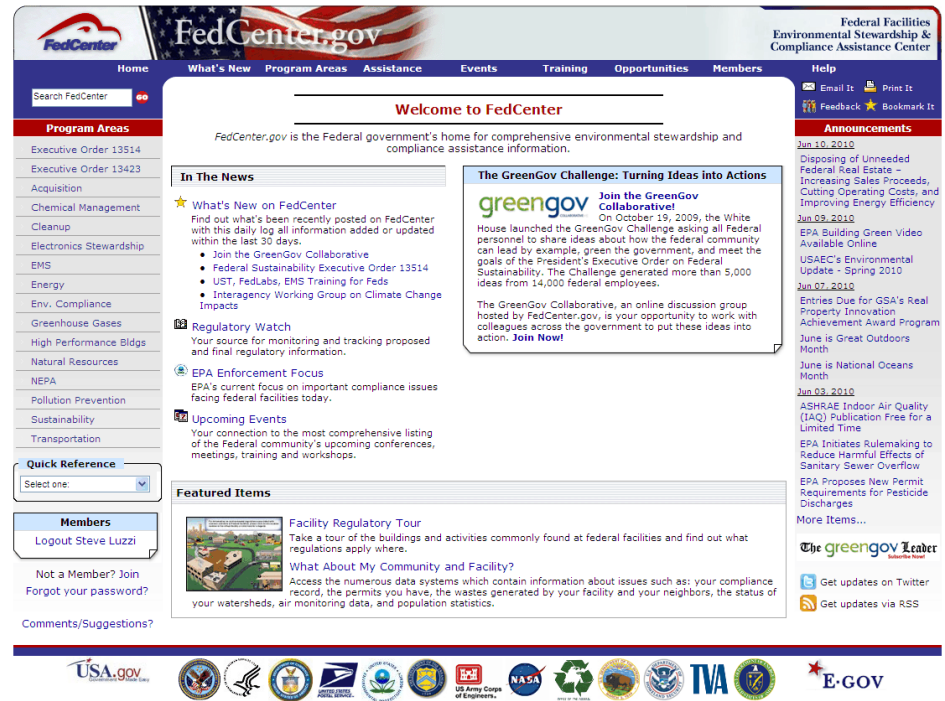 FedCenter
FedCenter.gov
Federal Facilities
Environmental Stewardship &
Compliance Assistance Center
Home What's New Program Areas Assistance Events Training Opportunities Members Help
Search FedCenter GO
Email It Print It
Feedback Bookmark It
Program Areas
Executive Order 13514
Executive Order 13423
Acquisition
Chemical Management
Cleanup
Electronics Stewardship
EMS
Energy
Env. Compliance
Greenhouse Gases
High Performance Bldgs
Natural Resources
NEPA
Pollution Prevention
Sustainability
Transportation
Quick Reference
Select one:
Members
Logout Steve Luzzi
Not a Member? Join
Forgot your password?
Comments/Suggestions?
Welcome to FedCenter
FedCenter.gov is the Federal government's home for comprehensive environmental stewardship and
compliance assistance information.
In The News
What's New on FedCenter
Find out what's been recently posted on FedCenter
with this daily log all information added or updated
within the last 30 days.
• Join the GreenGov Collaborative
• Federal Sustainability Executive Order 13514
• UST, FedLabs, EMS Training for Feds
• Interagency Working Group on Climate Change
Impacts
Regulatory Watch
Your source for monitoring and tracking proposed
and final regulatory information.
EPA Enforcement Focus
EPA's current focus on important compliance issues
facing federal facilities today.
Upcoming Events
Your connection to the most comprehensive listing
of the Federal community's upcoming conferences,
meetings, training and workshops.
The GreenGov Challenge: Turning Ideas into Actions
greengov
COLLABORATIVE
Join the GreenGov
Collaborative!
On October 19, 2009, the White
House launched the GreenGov Challenge asking all Federal
personnel to share ideas about how the federal community
can lead by example, green the government, and meet the
goals of the President's Executive Order on Federal
Sustainability. The Challenge generated more than 5,000
ideas from 14,000 federal employees.
The GreenGov Collaborative, an online discussion group
hosted by FedCenter.gov, is your opportunity to work with
colleagues across the government to put these ideas into
action. Join Now!
Featured Items
Facility Regulatory Tour
Take a tour of the buildings and activities commonly found at federal facilities and find out what
regulations apply where.
What About My Community and Facility?
Access the numerous data systems which contain information about issues such as: your compliance
record, the permits you have, the wastes generated by your facility and your neighbors, the status of
your watersheds, air monitoring data, and population statistics.
Announcements
Jun 10, 2010
Disposing of Unneeded
Federal Real Estate –
Increasing Sales Proceeds,
Cutting Operating Costs, and
Improving Energy Efficiency
Jun 09, 2010
EPA Building Green Video
Available Online
USAEC's Environmental
Update - Spring 2010
Jun 07, 2010
Entries Due for GSA's Real
Property Innovation
Achievement Award Program
June is Great Outdoors
Month
June is National Oceans
Month
Jun 03, 2010
ASHRAE Indoor Air Quality
(IAQ) Publication Free for a
Limited Time
EPA Initiates Rulemaking to
Reduce Harmful Effects of
Sanitary Sewer Overflow
EPA Proposes New Permit
Requirements for Pesticide
Discharges
More Items...
The greengov Leader
Subscribe Now!
Get updates on Twitter
Get updates via RSS
USA.gov
Government Made Easy
UNITED STATES
POSTAL SERVICE
US Army Corps
of Engineers
NASA
TVA
E-GOV